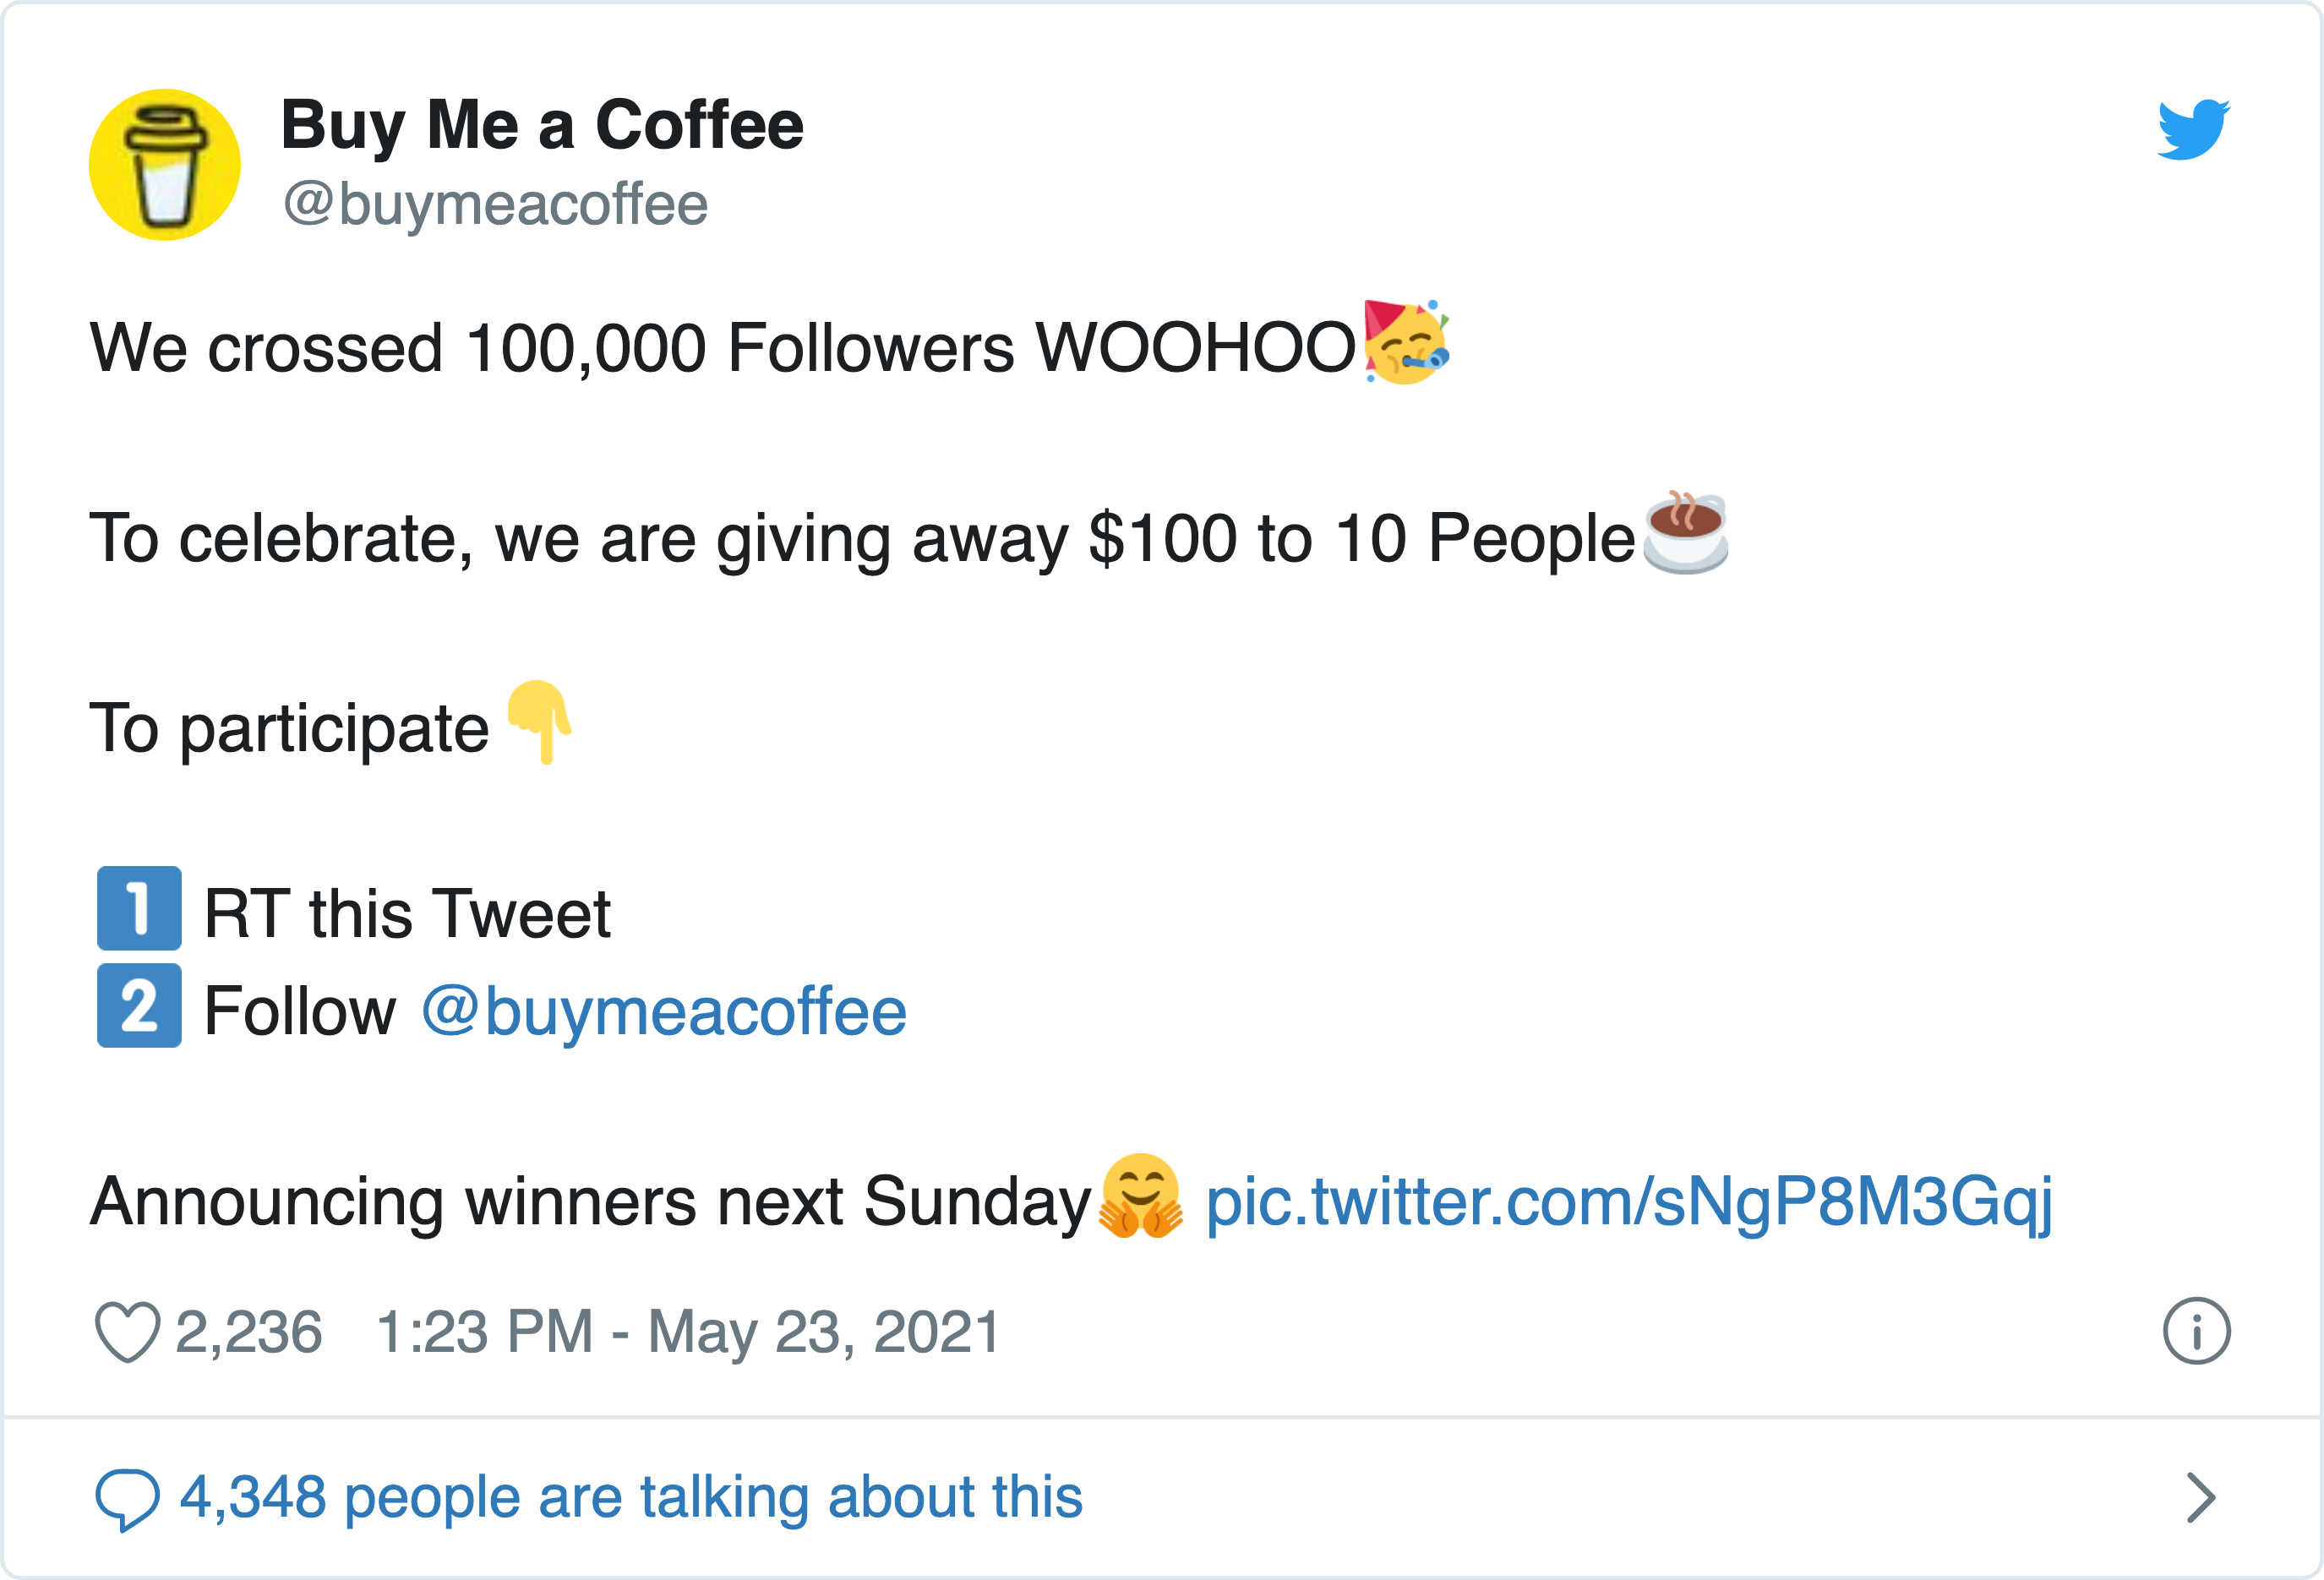 Buy Me a Coffee
@buymeacoffee
We crossed 100,000 Followers WOOHOO🥳
To celebrate, we are giving away $100 to 10 People☕
To participate👇
1️⃣ RT this Tweet
2️⃣ Follow @buymeacoffee
Announcing winners next Sunday🤗 pic.twitter.com/sNgP8M3Gqj
2,236 1:23 PM - May 23, 2021
4,348 people are talking about this